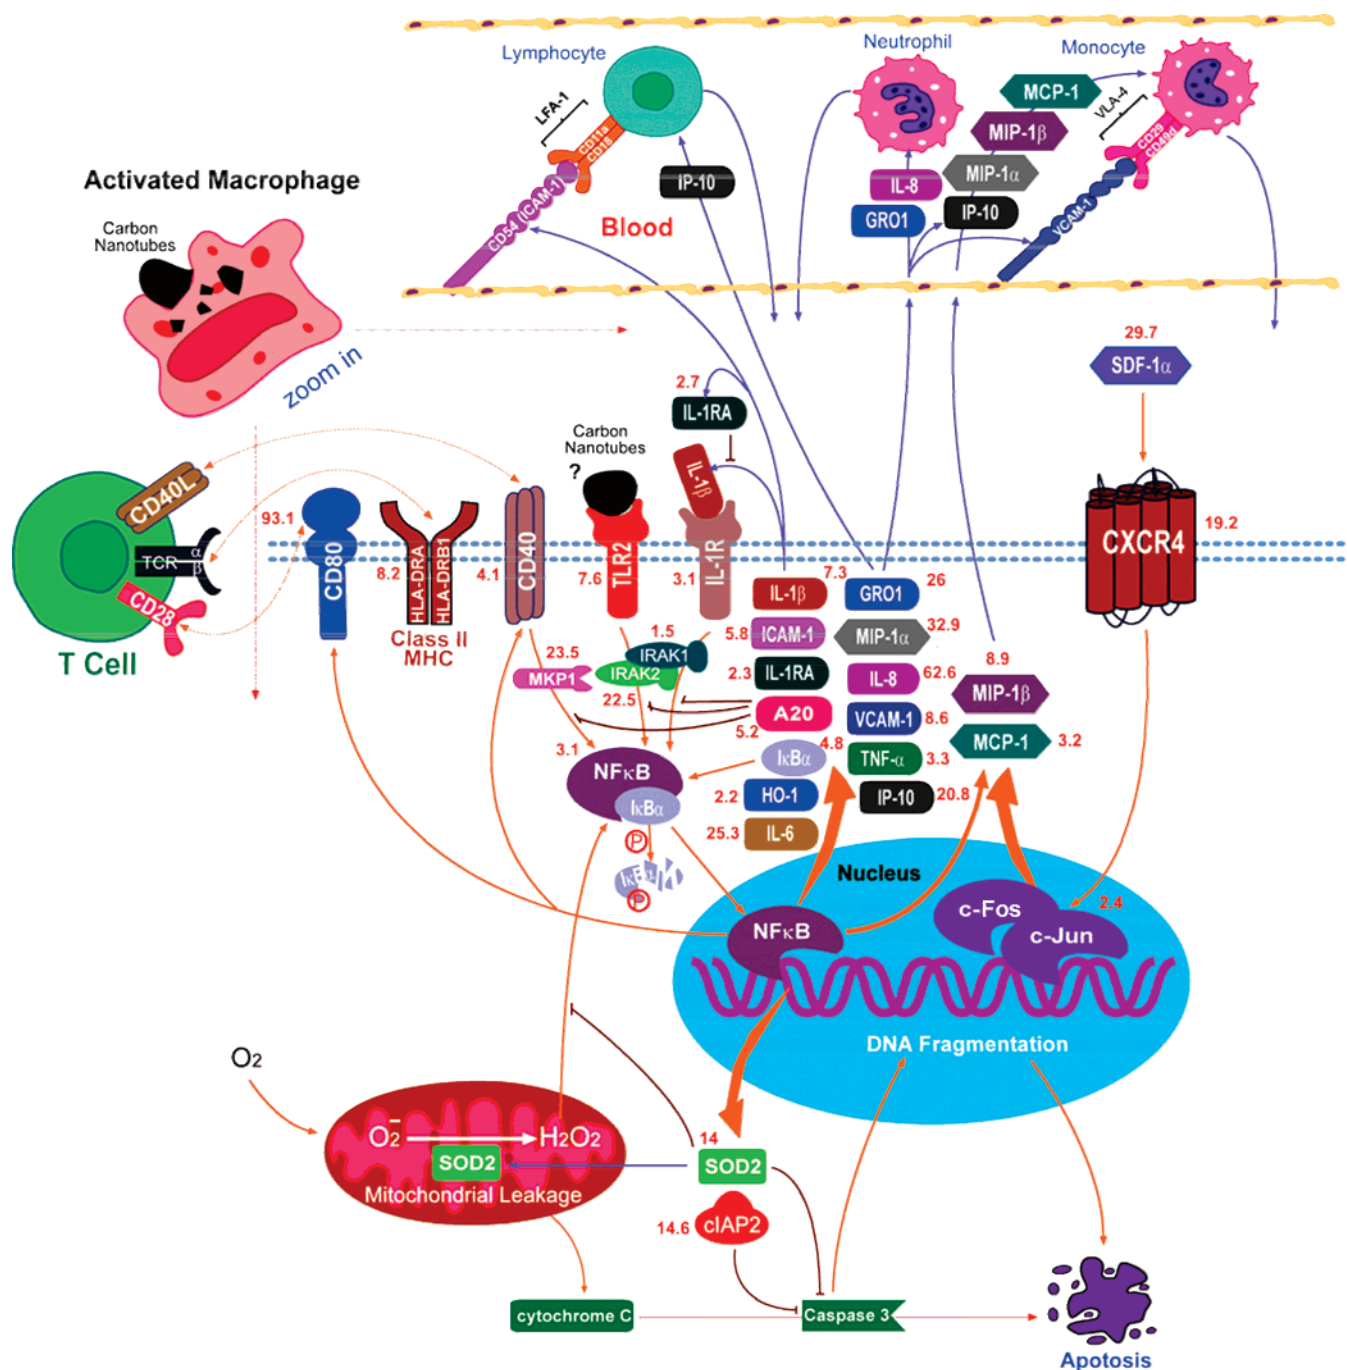 Lymphocyte
Neutrophil
Monocyte
LFA-1
CD11a
CD18
MCP-1
VLA-4
CD29
CD49d
MIP-1β
MIP-1α
IP-10
IL-8
GRO1
IP-10
CD54 (ICAM-1)
VCAM-1
Blood
Activated Macrophage
Carbon
Nanotubes
zoom in
29.7
SDF-1α
2.7
IL-1RA
Carbon
Nanotubes
?
IL-1β
CD40L
TCR
α
β
CD28
T Cell
93.1
CD80
8.2
HLA-DRA
HLA-DRB1
Class II
MHC
4.1
CD40
7.6
TLR2
3.1
IL-1R
CXCR4
19.2
IL-1β
7.3
GRO1
26
5.8
ICAM-1
MIP-1α
32.9
2.3
IL-1RA
IL-8
62.6
8.9
MIP-1β
A20
5.2
VCAM-1
8.6
MCP-1
3.2
IκBα
4.8
TNF-α
3.3
2.2
HO-1
IP-10
20.8
25.3
IL-6
1.5
IRAK1
23.5
MKP1
IRAK2
22.5
3.1
NFκB
IκBα
P
IκBα
P
Nucleus
c-Fos
2.4
c-Jun
NFκB
DNA Fragmentation
O2
O2-
H2O2
SOD2
Mitochondrial Leakage
14
SOD2
14.6
cIAP2
cytochrome C
Caspase 3
Apotosis